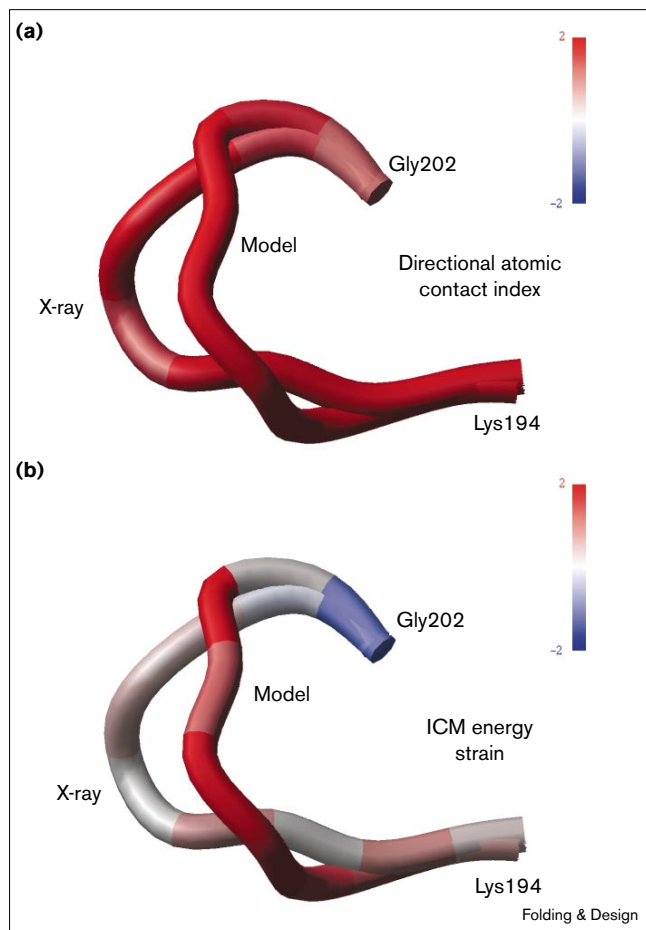 (a)
2
Gly202
-2
Model
Directional atomic
contact index
X-ray
Lys194
(b)
2
Gly202
-2
Model
ICM energy
strain
X-ray
Lys194
Folding & Design